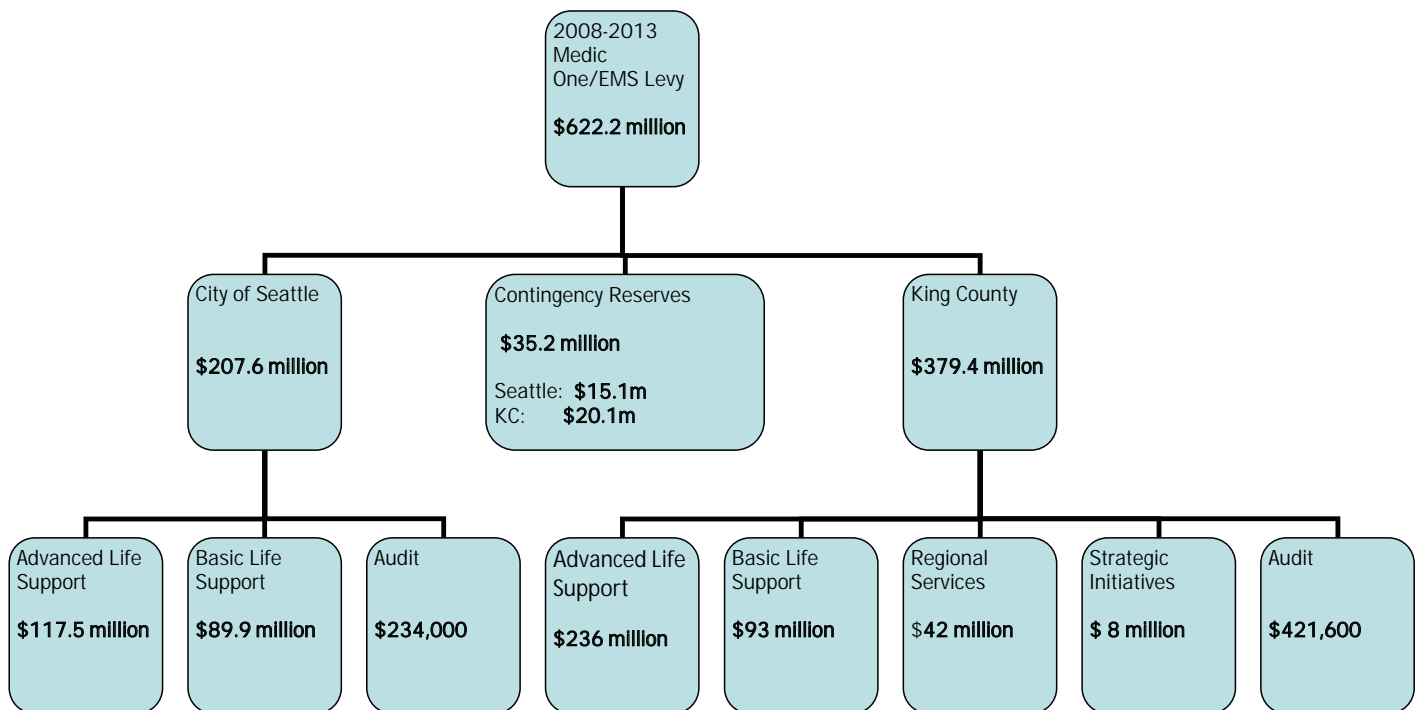 2008-2013
Medic
One/EMS Levy
$622.2 million
City of Seattle
$207.6 million
Contingency Reserves
$35.2 million
Seattle: $15.1m
KC: $20.1m
King County
$379.4 million
Advanced Life
Support
$117.5 million
Basic Life
Support
$89.9 million
Audit
$234,000
Advanced Life
Support
$236 million
Basic Life
Support
$93 million
Regional
Services
$42 million
Strategic
Initiatives
$ 8 million
Audit
$421,600